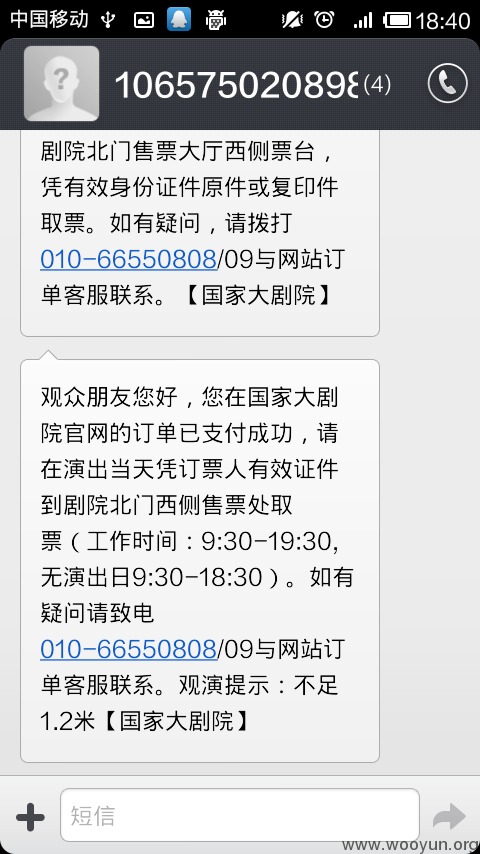 中国移动 18:40
106575020898(4)
剧院北门售票大厅西侧票台，
凭有效身份证件原件或复印件
取票。如有疑问，请拨打
010-66550808/09与网站订
单客服联系。【国家大剧院】
观众朋友您好，您在国家大剧
院官网的订单已支付成功，请
在演出当天凭订票人有效证件
到剧院北门西侧售票处取
票（工作时间：9:30-19:30,
无演出日9:30-18:30）。如有
疑问请致电
010-66550808/09与网站订
单客服联系。观演提示：不足
1.2米【国家大剧院】
短信
www.wooyun.org